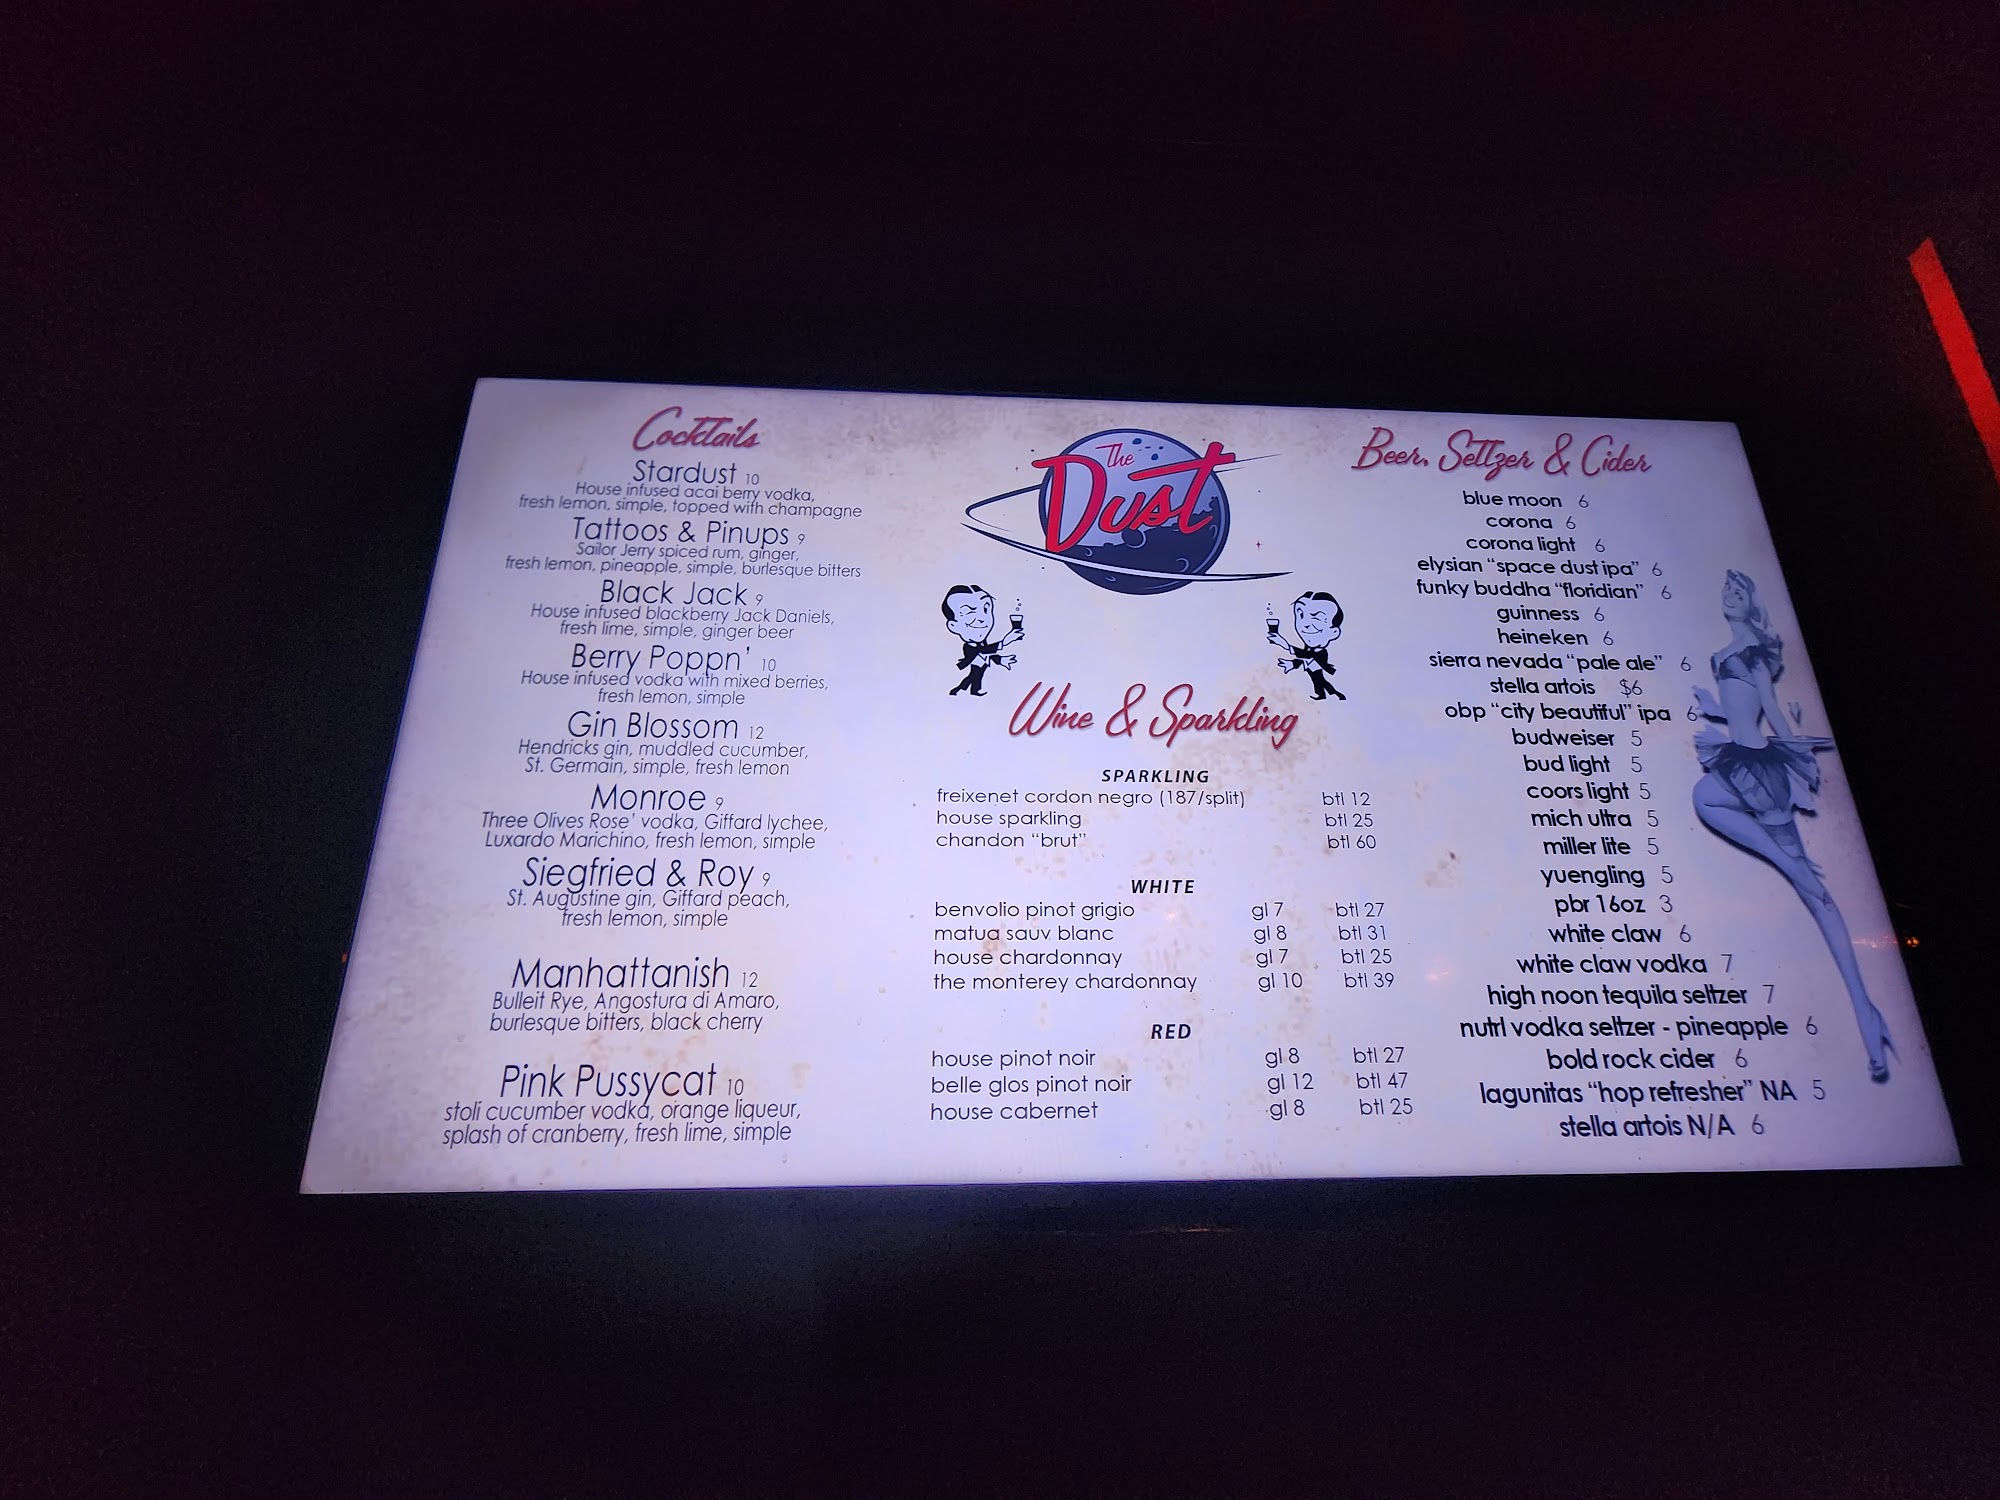 Cocktails
Stardust 10
House infused acai berry vodka,
fresh lemon, simple, topped with champagne
Tattoos & Pinups 9
Sailor Jerry spiced rum, ginger,
fresh lemon, pineapple, simple, burlesque bitters
Black Jack 9
House infused blackberry Jack Daniels,
fresh lime, simple, ginger beer
Berry Poppn' 10
House infused vodka with mixed berries,
fresh lemon, simple
Gin Blossom 12
Hendricks gin, muddled cucumber,
St. Germain, simple, fresh lemon
Monroe 9
Three Olives Rose' vodka, Giffard lychee,
Luxardo Marichino, fresh lemon, simple
Siegfried & Roy 9
St. Augustine gin, Giffard peach,
fresh lemon, simple
Manhattanish 12
Bulleit Rye, Angostura di Amaro,
burlesque bitters, black cherry
Pink Pussycat 10
stoli cucumber vodka, orange liqueur,
splash of cranberry, fresh lime, simple
The
Dust
Wine & Sparkling
SPARKLING
freixenet cordon negro (187/split) btl 12
house sparkling btl 25
chandon "brut" btl 60
WHITE
benvolio pinot grigio gl 7 btl 27
matua sauv blanc gl 8 btl 31
house chardonnay gl 7 btl 25
the monterey chardonnay gl 10 btl 39
RED
house pinot noir gl 8 btl 27
belle glos pinot noir gl 12 btl 47
house cabernet gl 8 btl 25
Beer, Seltzer & Cider
blue moon 6
corona 6
corona light 6
elysian "space dust ipa" 6
funky buddha "floridian" 6
guinness 6
heineken 6
sierra nevada "pale ale" 6
stella artois $6
obp "city beautiful" ipa 6
budweiser 5
bud light 5
coors light 5
mich ultra 5
miller lite 5
yuengling 5
pbr 16oz 3
white claw 6
white claw vodka 7
high noon tequila seltzer 7
nutrl vodka seltzer - pineapple 6
bold rock cider 6
lagunitas "hop refresher" NA 5
stella artois N/A 6